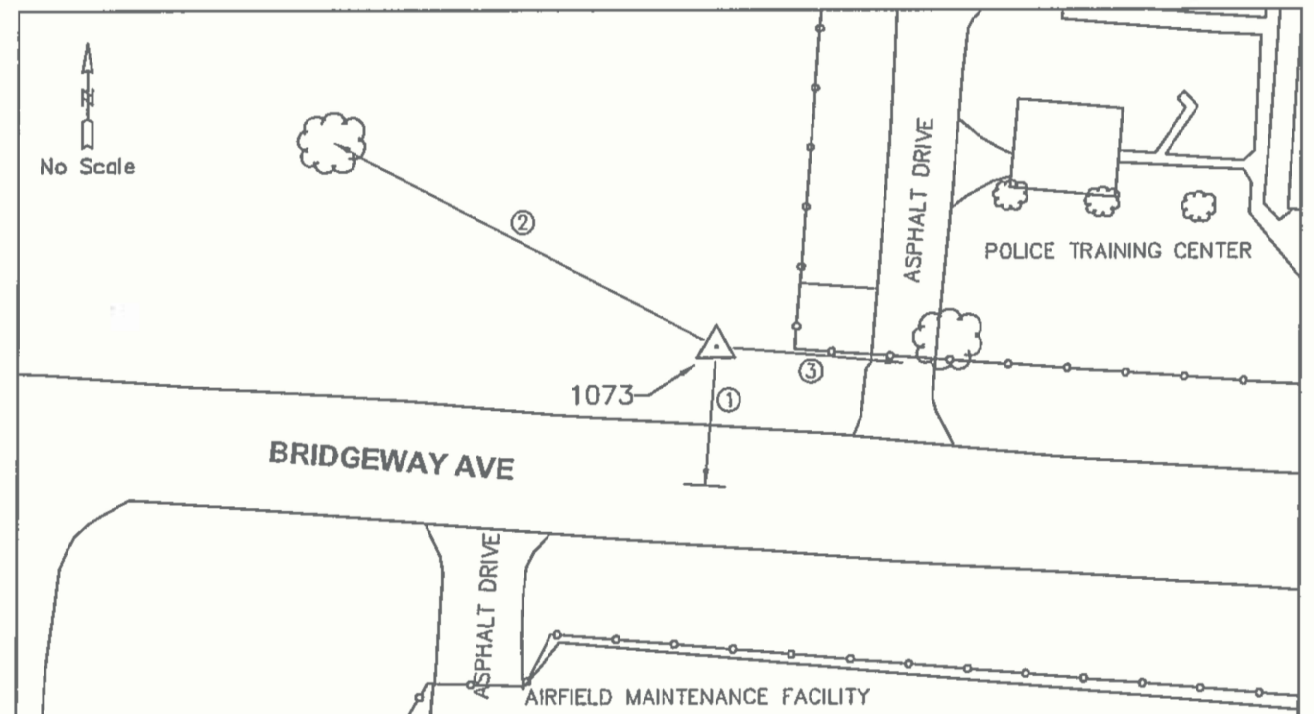 N
No Scale
②
ASPHALT DRIVE
POLICE TRAINING CENTER
③
1073
①
BRIDGEWAY AVE
ASPHALT DRIVE
AIRFIELD MAINTENANCE FACILITY